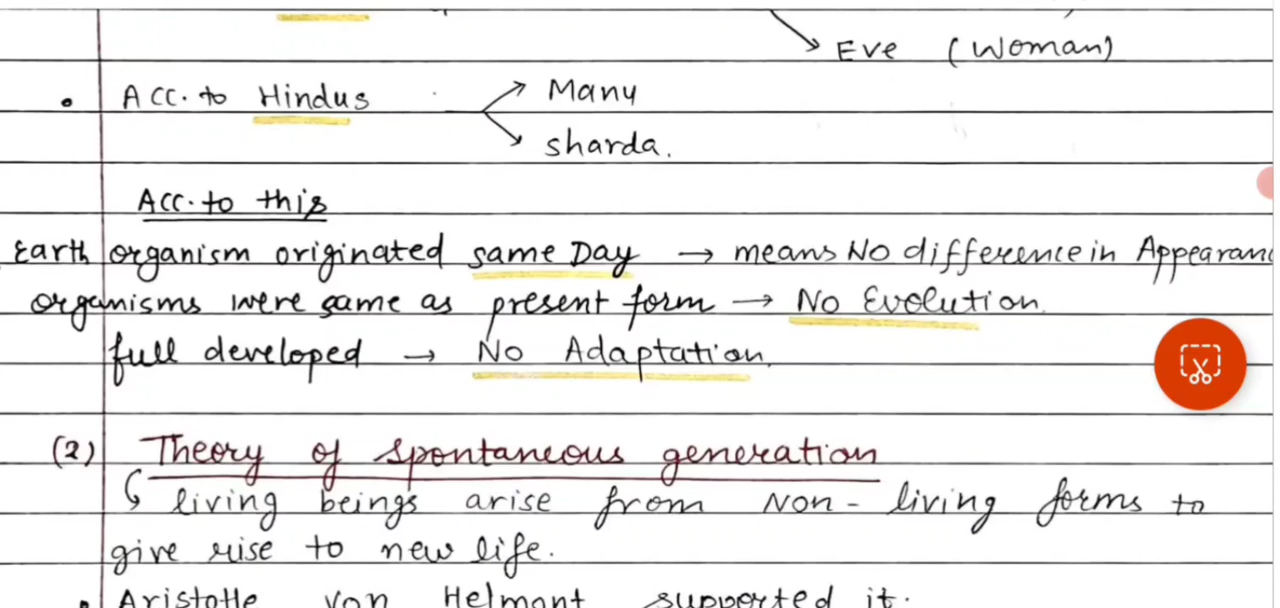 Eve (Woman)
• Acc. to Hindus
Manu
sharda.
Acc. to this
Earth organism originated same Day → means No difference in Appearanc
organisms were same as present form → No Evolution.
full developed → No Adaptation.
(2) Theory of spontaneous generation
living beings arise from Non-living forms to
give rise to new life.
• Aristotle von Helmont supported it.